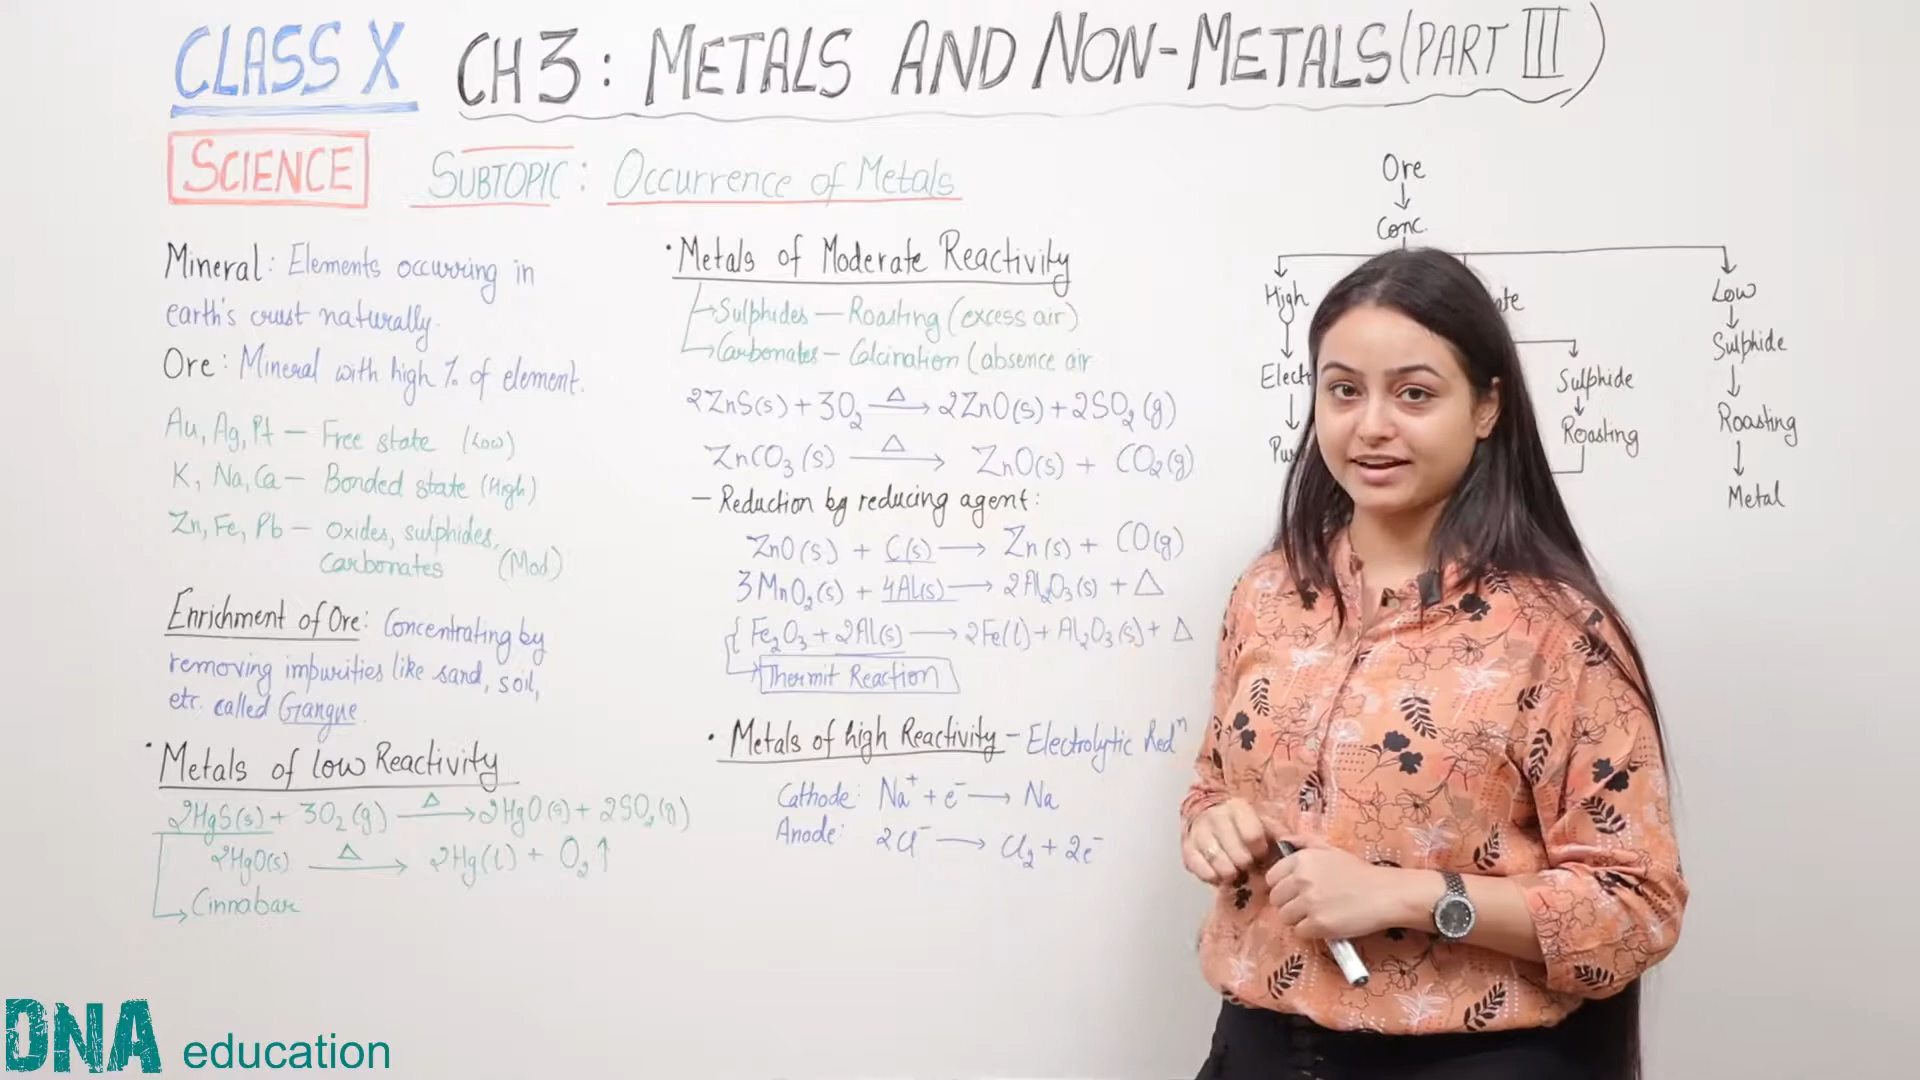 CLASS X CH 3 : METALS AND NON-METALS (PART III)
SCIENCE
SUBTOPIC : Occurrence of Metals
Mineral : Elements occurring in
earth's crust naturally.
Ore : Mineral with high % of element.
Au, Ag, Pt — Free state (Low)
K, Na, Ca — Bonded state (High)
Zn, Fe, Pb — Oxides, sulphides,
carbonates (Mod)
Enrichment of Ore : Concentrating by
removing impurities like sand, soil,
etc. called Gangue.
• Metals of low Reactivity
2HgS(s) + 3O₂(g) —Δ→ 2HgO(s) + 2SO₂(g)
2HgO(s) —Δ→ 2Hg(l) + O₂↑
→ Cinnabar
• Metals of Moderate Reactivity
→ Sulphides — Roasting (excess air)
→ Carbonates — Calcination (absence air
2ZnS(s) + 3O₂ —Δ→ 2ZnO(s) + 2SO₂(g)
ZnCO₃(s) —Δ→ ZnO(s) + CO₂(g)
— Reduction by reducing agent :
ZnO(s) + C(s) → Zn(s) + CO(g)
3MnO₂(s) + 4Al(s) → 2Al₂O₃(s) + Δ
{ Fe₂O₃ + 2Al(s) → 2Fe(l) + Al₂O₃(s) + Δ
→ Thermit Reaction
• Metals of high Reactivity – Electrolytic Redⁿ
Cathode : Na⁺ + e⁻ → Na
Anode : 2Cl⁻ → Cl₂ + 2e⁻
Ore
↓
Conc.
High Low
Sulphide
Sulphide
Roasting
Roasting
Metal
DNA education